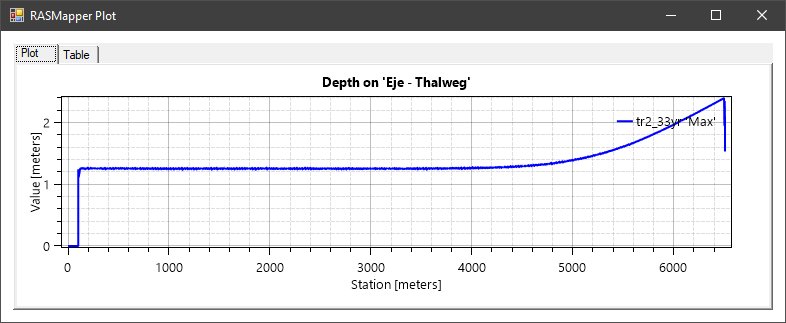 RASMapper Plot
Plot Table
Depth on 'Eje - Thalweg'
tr2_33yr 'Max'
Value [meters]
2
1
0
0 1000 2000 3000 4000 5000 6000
Station [meters]